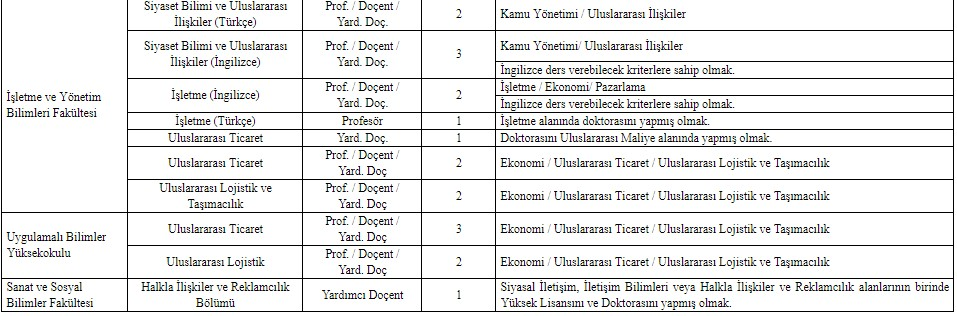 Siyaset Bilimi ve Uluslararası
İlişkiler (Türkçe)
Prof. / Doçent /
Yard. Doç.
2
Kamu Yönetimi / Uluslararası İlişkiler
İşletme ve Yönetim
Bilimleri Fakültesi
Siyaset Bilimi ve Uluslararası
İlişkiler (İngilizce)
Prof. / Doçent /
Yard. Doç.
3
Kamu Yönetimi/ Uluslararası İlişkiler
İngilizce ders verebilecek kriterlere sahip olmak.
İşletme (İngilizce)
Prof. / Doçent /
Yard. Doç.
2
İşletme / Ekonomi/ Pazarlama
İngilizce ders verebilecek kriterlere sahip olmak.
İşletme (Türkçe)
Profesör
1
İşletme alanında doktorasını yapmış olmak.
Uluslararası Ticaret
Yard. Doç.
1
Doktorasını Uluslararası Maliye alanında yapmış olmak.
Uluslararası Ticaret
Prof. / Doçent /
Yard. Doç
2
Ekonomi / Uluslararası Ticaret / Uluslararası Lojistik ve Taşımacılık
Uluslararası Lojistik ve
Taşımacılık
Prof. / Doçent /
Yard. Doç
2
Ekonomi / Uluslararası Ticaret / Uluslararası Lojistik ve Taşımacılık
Uygulamalı Bilimler
Yüksekokulu
Uluslararası Ticaret
Prof. / Doçent /
Yard. Doç
3
Ekonomi / Uluslararası Ticaret / Uluslararası Lojistik ve Taşımacılık
Uluslararası Lojistik
Prof. / Doçent /
Yard. Doç
2
Ekonomi / Uluslararası Ticaret / Uluslararası Lojistik ve Taşımacılık
Sanat ve Sosyal
Bilimler Fakültesi
Halkla İlişkiler ve Reklamcılık
Bölümü
Yardımcı Doçent
1
Siyasal İletişim, İletişim Bilimleri veya Halkla İlişkiler ve Reklamcılık alanlarının birinde
Yüksek Lisansını ve Doktorasını yapmış olmak.